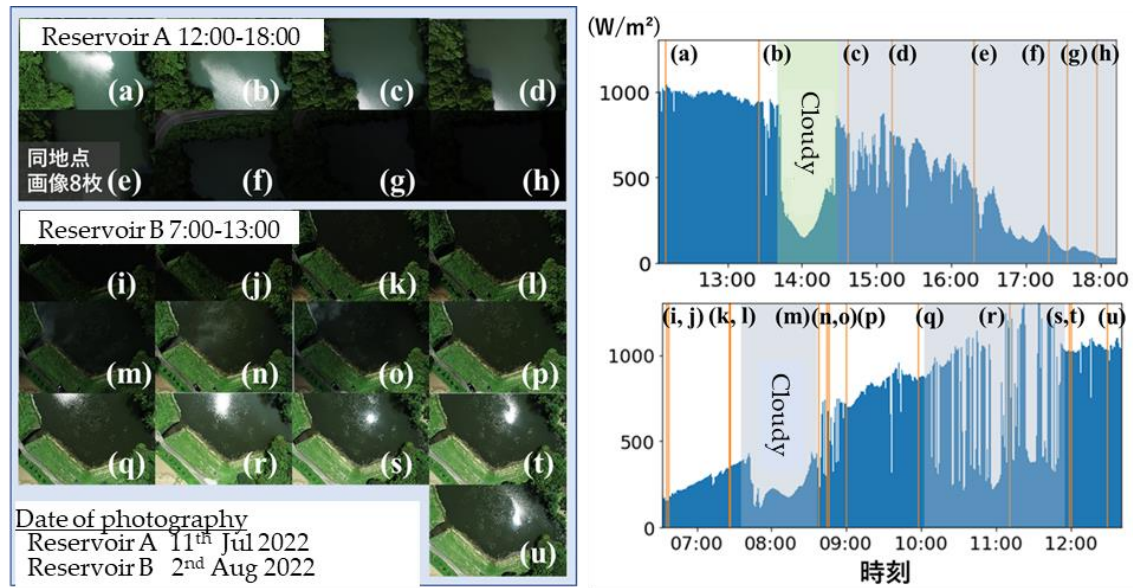 Reservoir A 12:00-18:00
(a)
(b)
(c)
(d)
同地点
画像8枚
(e)
(f)
(g)
(h)
Reservoir B 7:00-13:00
(i)
(j)
(k)
(l)
(m)
(n)
(o)
(p)
(q)
(r)
(s)
(t)
(u)
Date of photography
Reservoir A 11th Jul 2022
Reservoir B 2nd Aug 2022
(W/m²)
(a) (b) (c) (d) (e) (f) (g) (h)
1000
500
0
Cloudy
13:00 14:00 15:00 16:00 17:00 18:00
(i, j) (k, l) (m) (n,o) (p) (q) (r) (s,t) (u)
1000
500
0
Cloudy
07:00 08:00 09:00 10:00 11:00 12:00
時刻